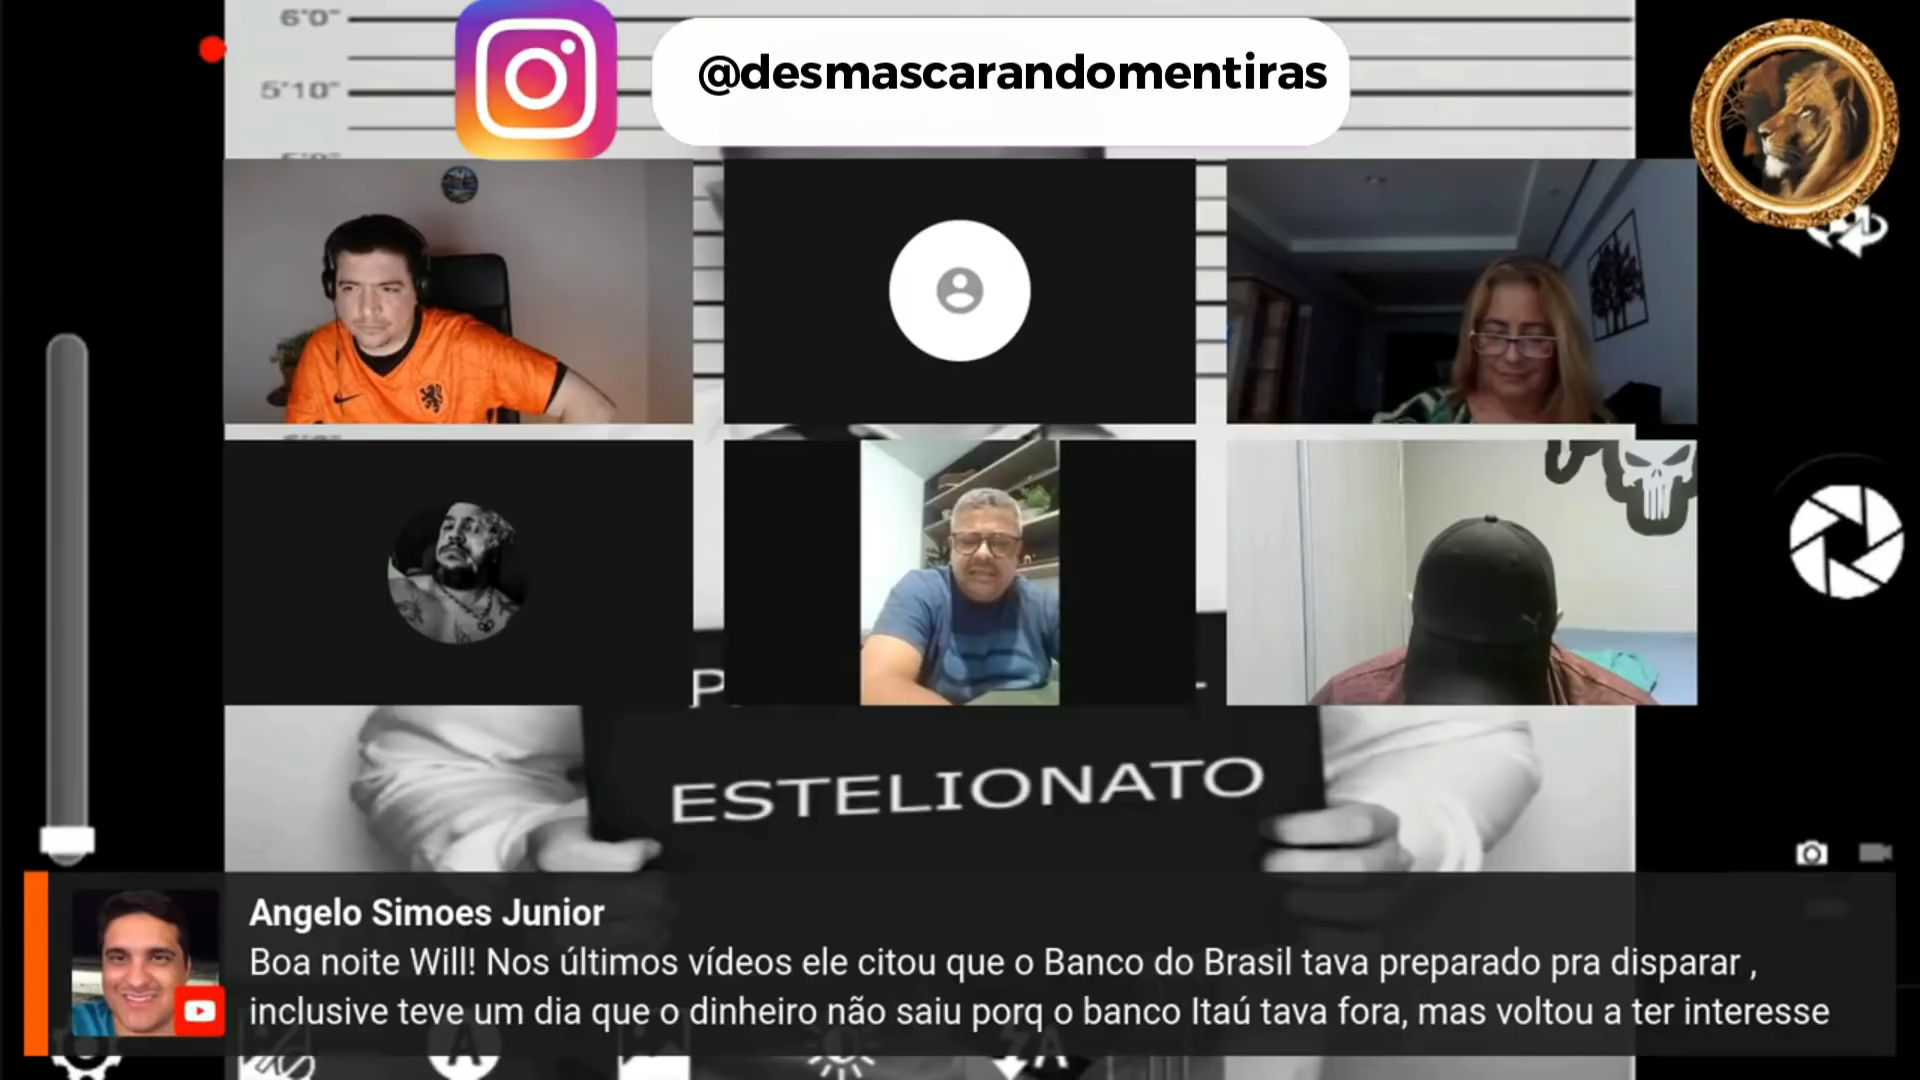 6'0"
@desmascarandomentiras
5'10"
ESTELIONATO
Angelo Simoes Junior
Boa noite Will! Nos últimos vídeos ele citou que o Banco do Brasil tava preparado pra disparar ,
inclusive teve um dia que o dinheiro não saiu porq o banco Itaú tava fora, mas voltou a ter interesse